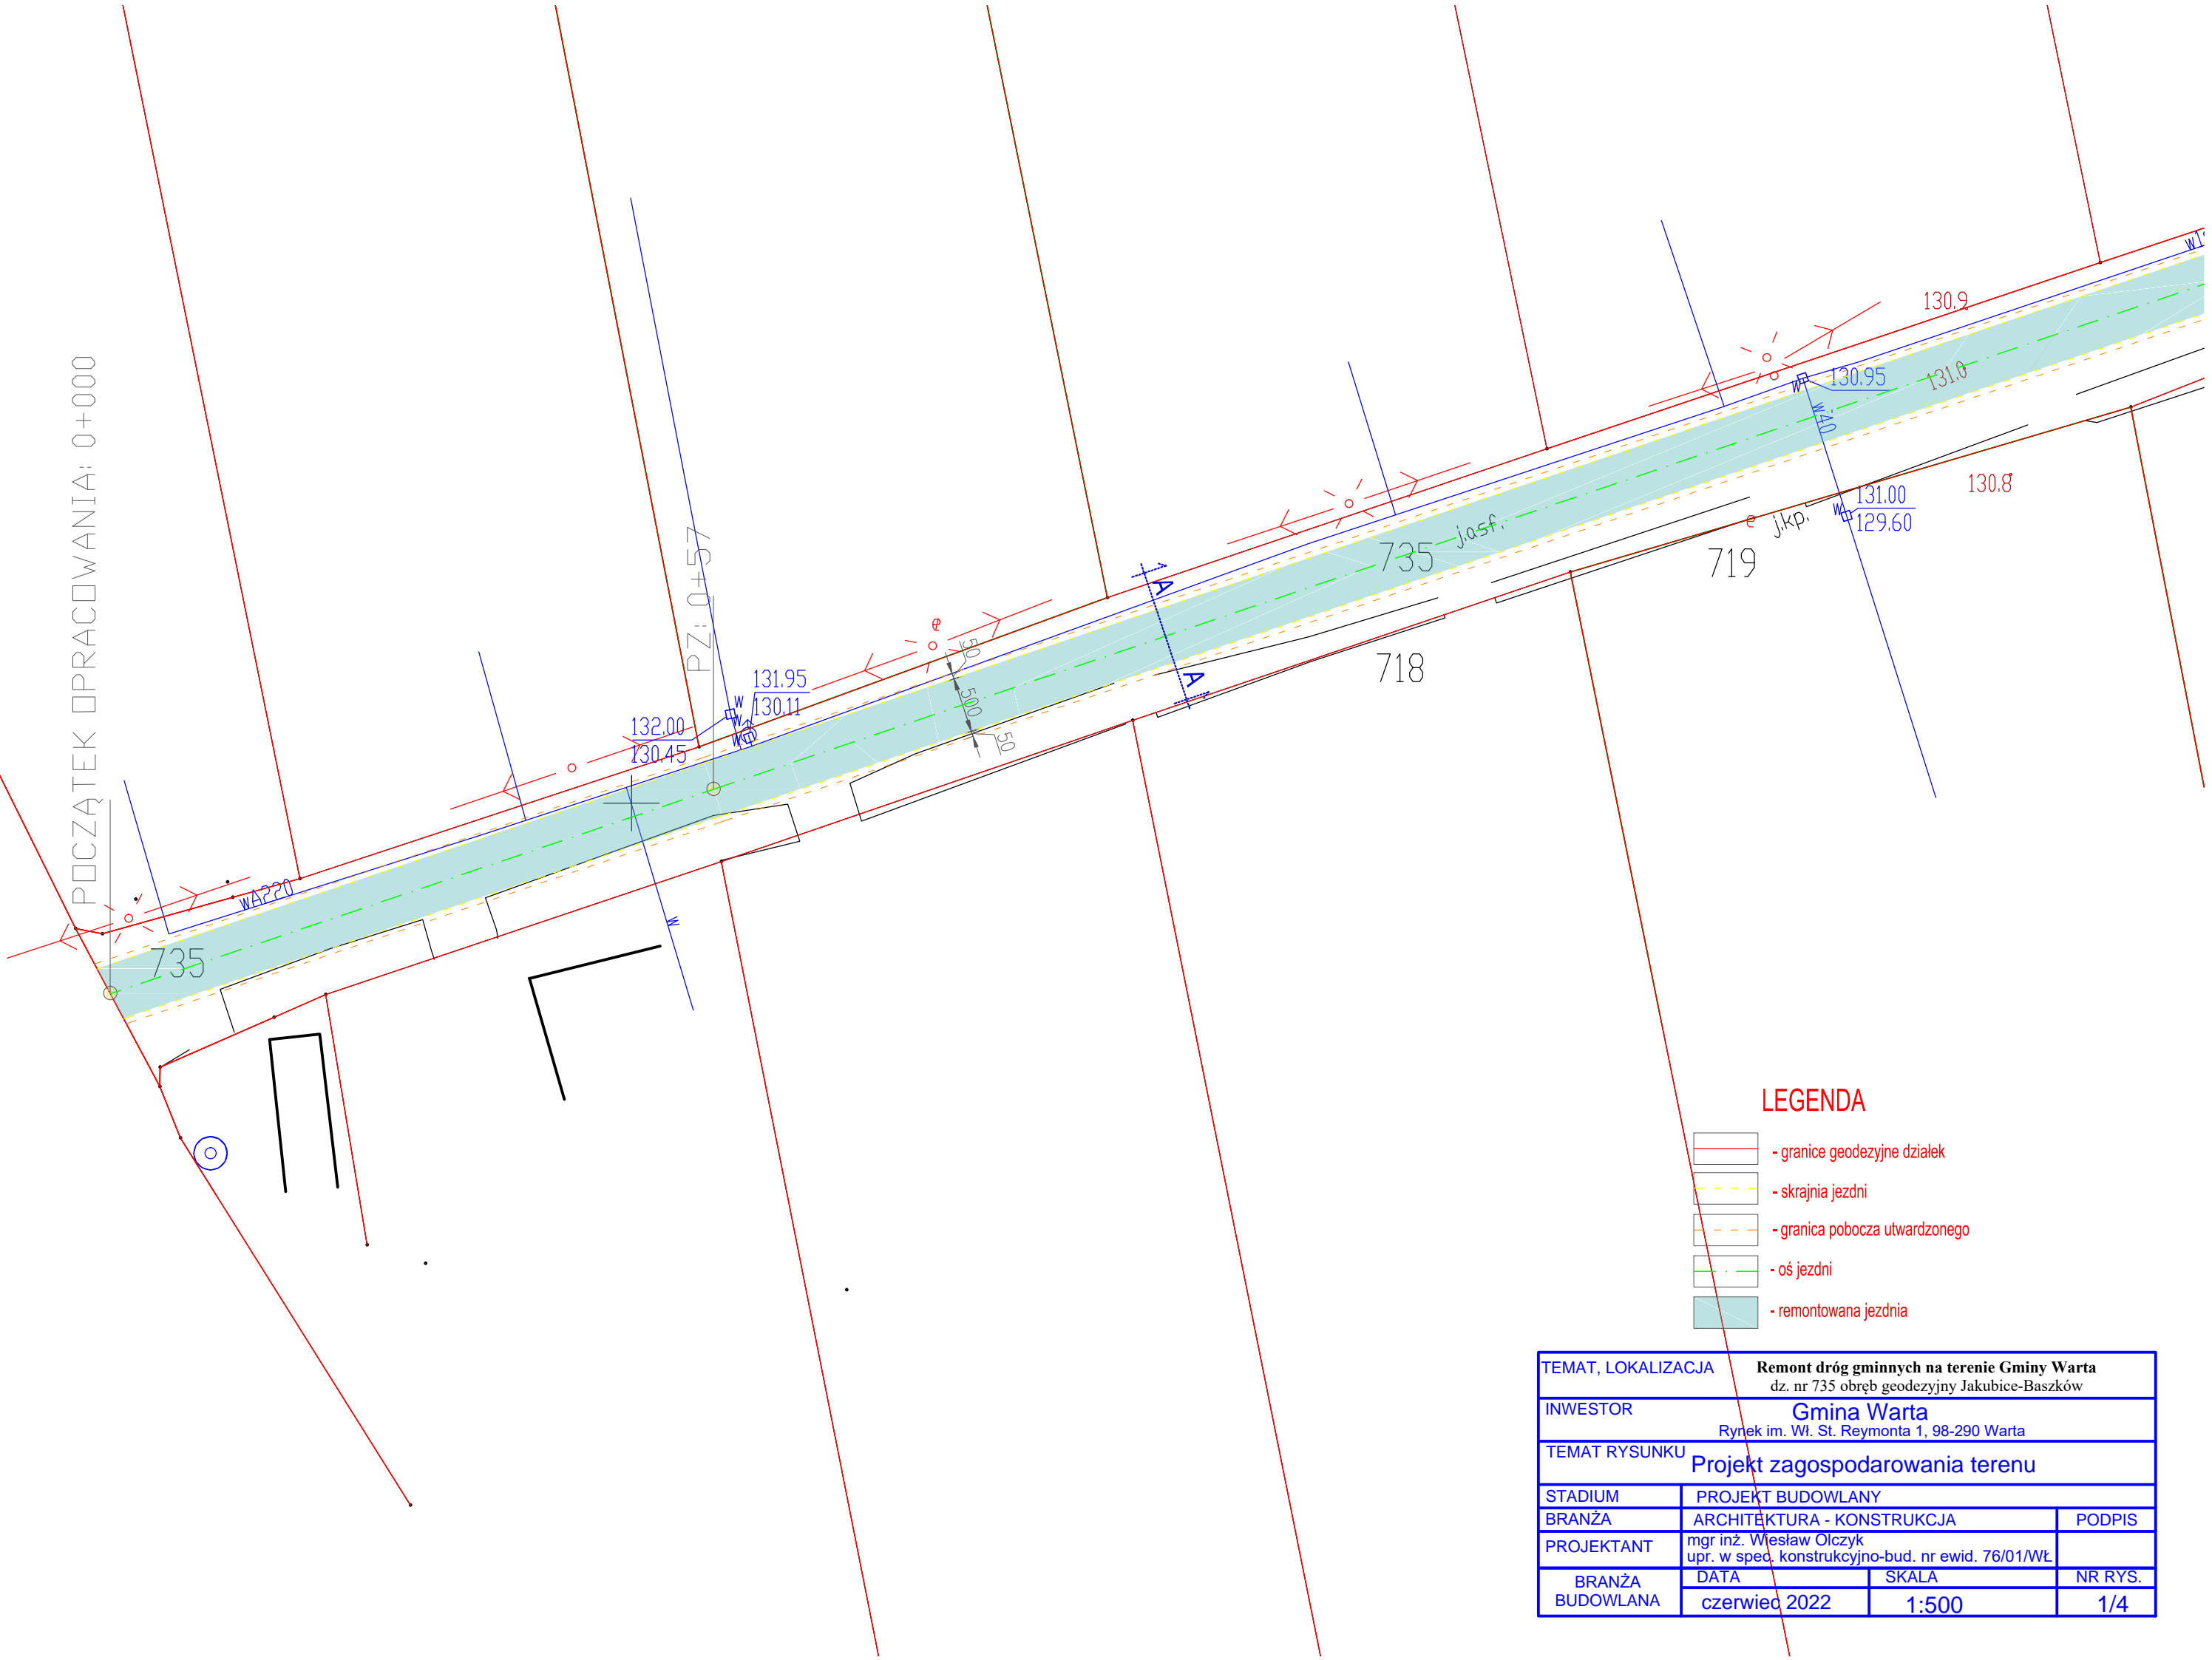 POCZĄTEK OPRACOWANIA: 0+000
735
wA220
132.00
130.45
131.95
130.11
W
W
W
W
PZ: 0+57
e
50
500
50
A
A
735
j.asf.
718
719
e
j.kp.
W
131.00
129.60
130.8
W
130.95
w40
131.0
130.9
LEGENDA
- granice geodezyjne działek
- skrajnia jezdni
- granica pobocza utwardzonego
- oś jezdni
- remontowana jezdnia
TEMAT, LOKALIZACJA Remont dróg gminnych na terenie Gminy Warta
dz. nr 735 obręb geodezyjny Jakubice-Baszków
INWESTOR Gmina Warta
Rynek im. Wł. St. Reymonta 1, 98-290 Warta
TEMAT RYSUNKU Projekt zagospodarowania terenu
STADIUM PROJEKT BUDOWLANY
BRANŻA ARCHITEKTURA - KONSTRUKCJA PODPIS
PROJEKTANT mgr inż. Wiesław Olczyk
upr. w spec. konstrukcyjno-bud. nr ewid. 76/01/WŁ
BRANŻA BUDOWLANA DATA SKALA NR RYS.
czerwiec 2022 1:500 1/4